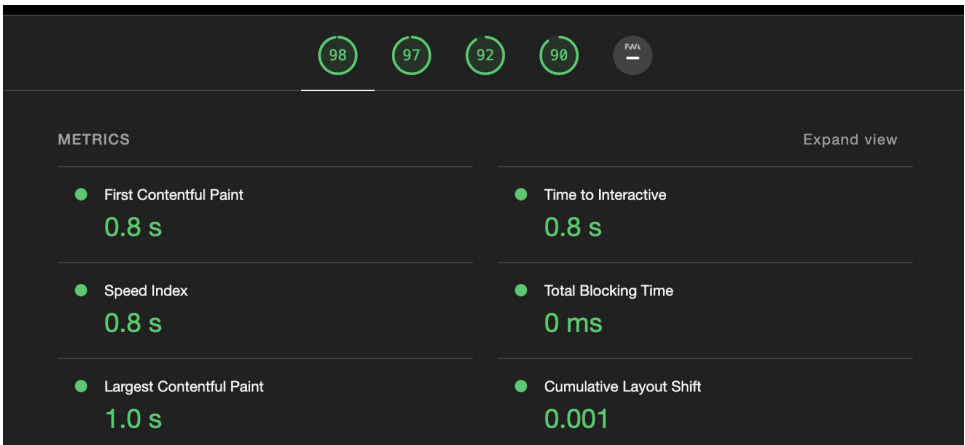 98 97 92 90 PWA
METRICS Expand view
First Contentful Paint
0.8 s
Time to Interactive
0.8 s
Speed Index
0.8 s
Total Blocking Time
0 ms
Largest Contentful Paint
1.0 s
Cumulative Layout Shift
0.001